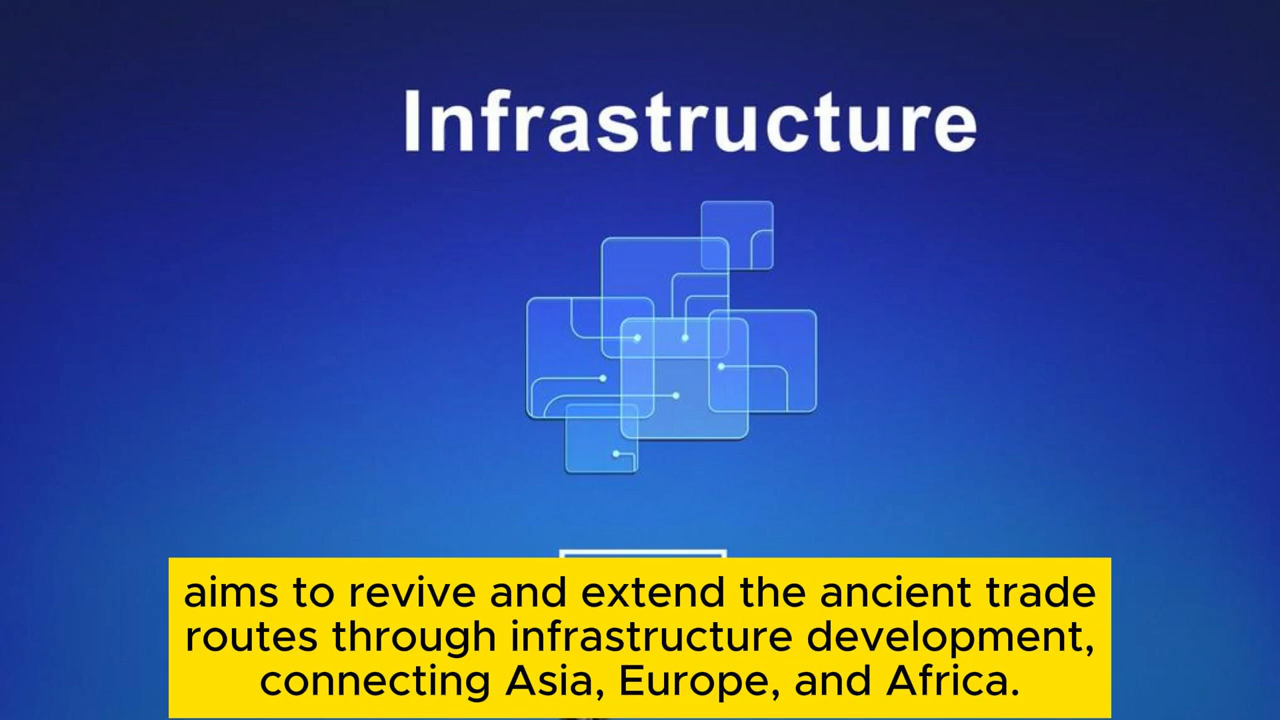 Infrastructure
aims to revive and extend the ancient trade
routes through infrastructure development,
connecting Asia, Europe, and Africa.